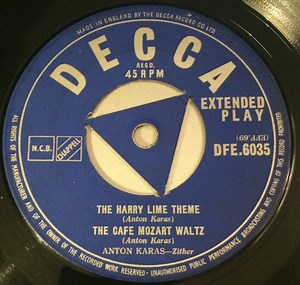 MADE IN ENGLAND BY THE DECCA RECORD CO LTD
DECCA
REGD.
45 RPM
EXTENDED
PLAY
(EFF.69)
DFE.6035
N.C.B.
CHAPPELL
THE HARRY LIME THEME
(Anton Karas)
THE CAFE MOZART WALTZ
(Anton Karas)
ANTON KARAS—Zither
ALL RIGHTS OF THE MANUFACTURER AND OF THE OWNER OF THE RECORDED WORK RESERVED—UNAUTHORISED PUBLIC PERFORMANCE, BROADCASTING AND COPYING OF THIS RECORD PROHIBITED